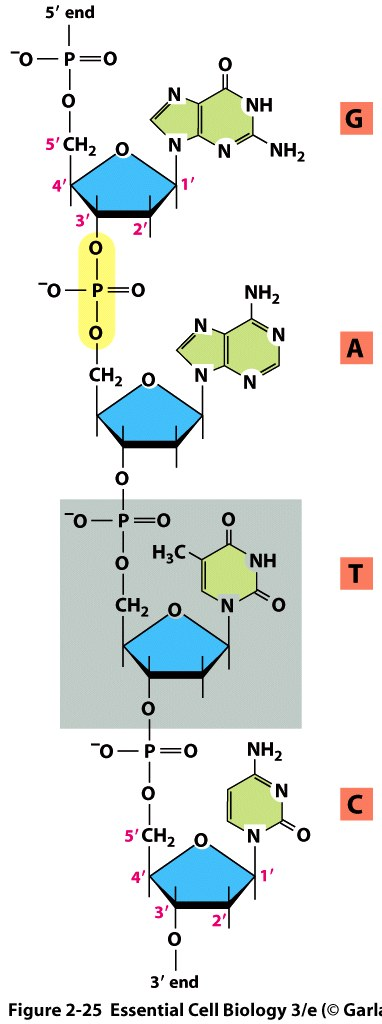 5′ end
⁻O—P=O
O
O
N
NH
G
5′ CH₂
O
N
N
NH₂
4′
1′
3′
2′
O
NH₂
⁻O—P=O
N
N
A
O
CH₂
O
N
N
O
⁻O—P=O
O
H₃C
NH
T
O
CH₂
O
N
O
O
⁻O—P=O
NH₂
N
C
O
5′ CH₂
O
N
O
4′
1′
3′
2′
O
3′ end
Figure 2-25 Essential Cell Biology 3/e (© Garla